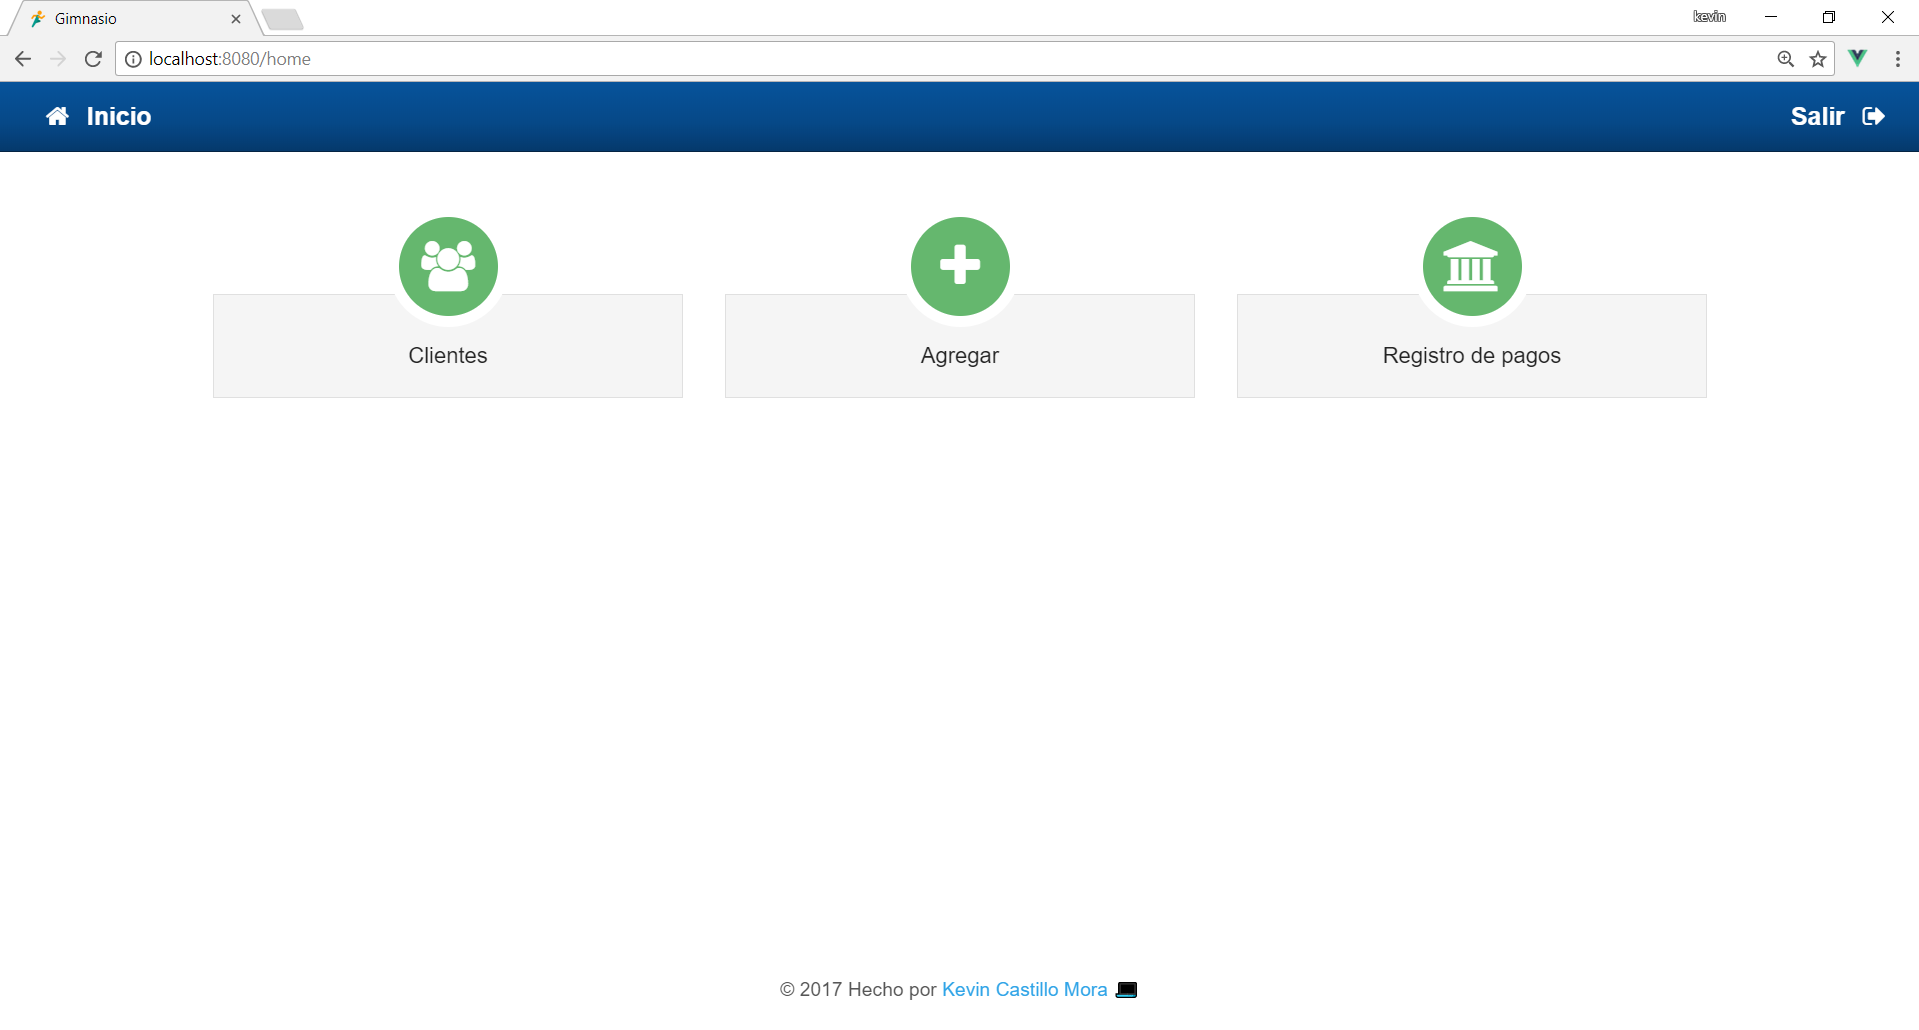 Gimnasio
kevin
localhost:8080/home
Inicio
Salir
Clientes
Agregar
Registro de pagos
© 2017 Hecho por Kevin Castillo Mora